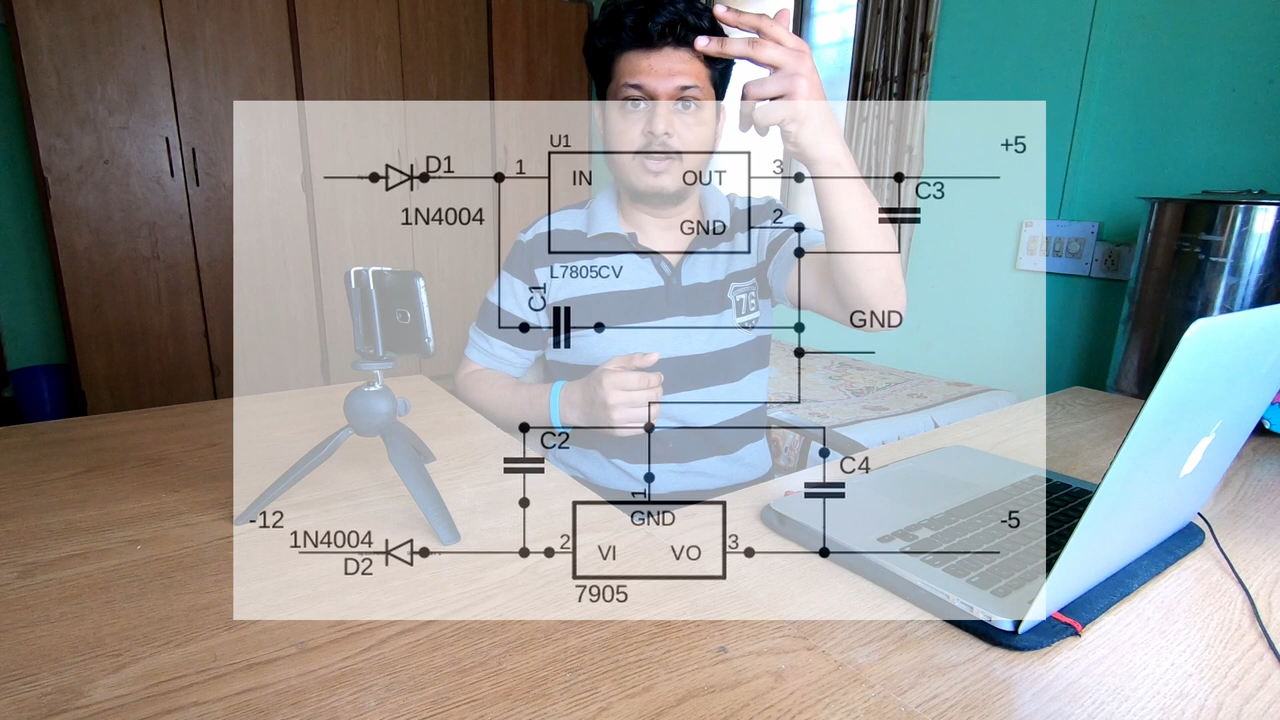 U1
+5
D1
1
IN
OUT
3
C3
1N4004
GND
2
L7805CV
C1
76
GND
C2
C4
1
-12
GND
-5
1N4004
2
VI
VO
3
D2
7905